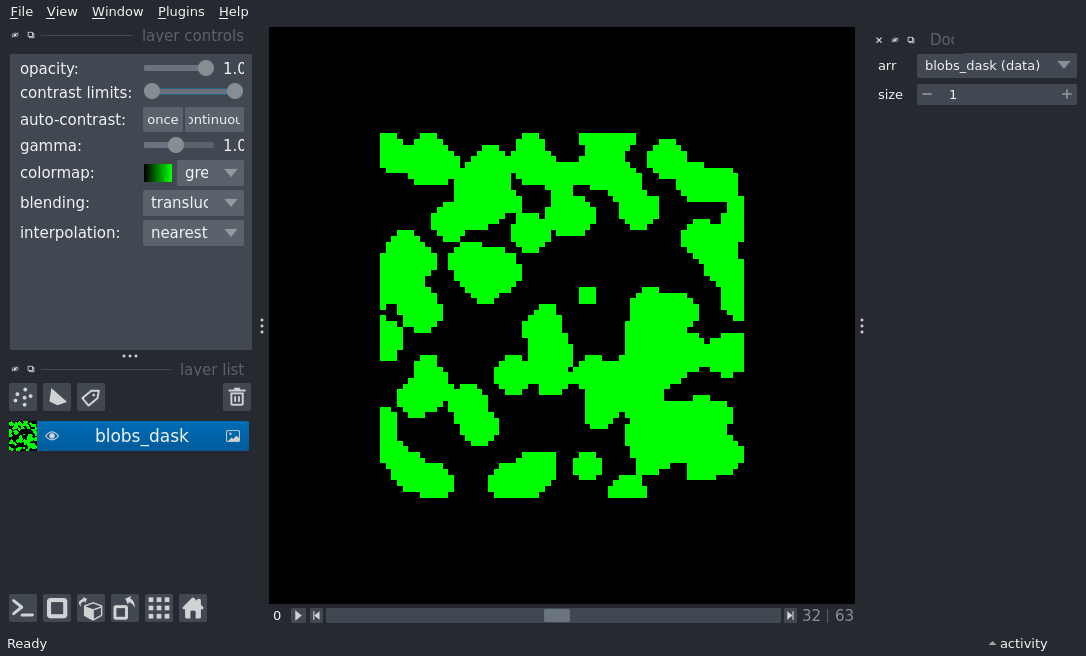 File View Window Plugins Help
layer controls
opacity: 1.0
contrast limits:
auto-contrast: once ontinuou
gamma: 1.0
colormap: gre
blending: transluc
interpolation: nearest
layer list
blobs_dask
0 32 | 63
Ready
Doc
arr blobs_dask (data)
size 1
activity